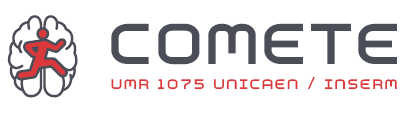 COMETE
UMR 1075 UNICAEN / INSERM